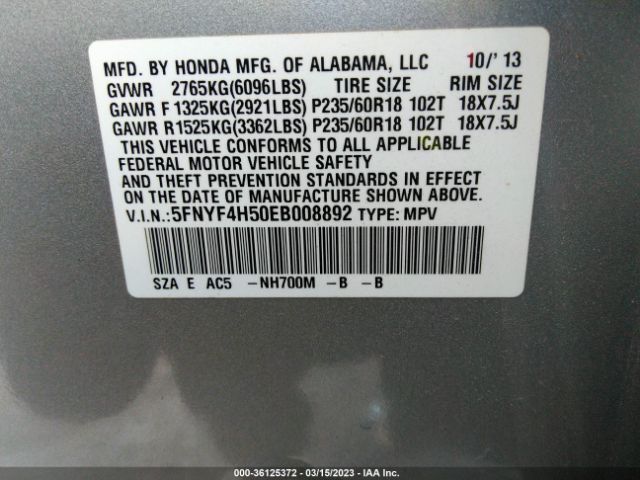 MFD. BY HONDA MFG. OF ALABAMA, LLC 10/' 13
GVWR 2765KG(6096LBS) TIRE SIZE RIM SIZE
GAWR F 1325KG(2921LBS) P235/60R18 102T 18X7.5J
GAWR R1525KG(3362LBS) P235/60R18 102T 18X7.5J
THIS VEHICLE CONFORMS TO ALL APPLICABLE
FEDERAL MOTOR VEHICLE SAFETY
AND THEFT PREVENTION STANDARDS IN EFFECT
ON THE DATE OF MANUFACTURE SHOWN ABOVE.
V.I.N.:5FNYF4H50EB008892 TYPE: MPV
SZA E AC5 -NH700M -B -B
000-36125372 - 03/15/2023 - IAA Inc.